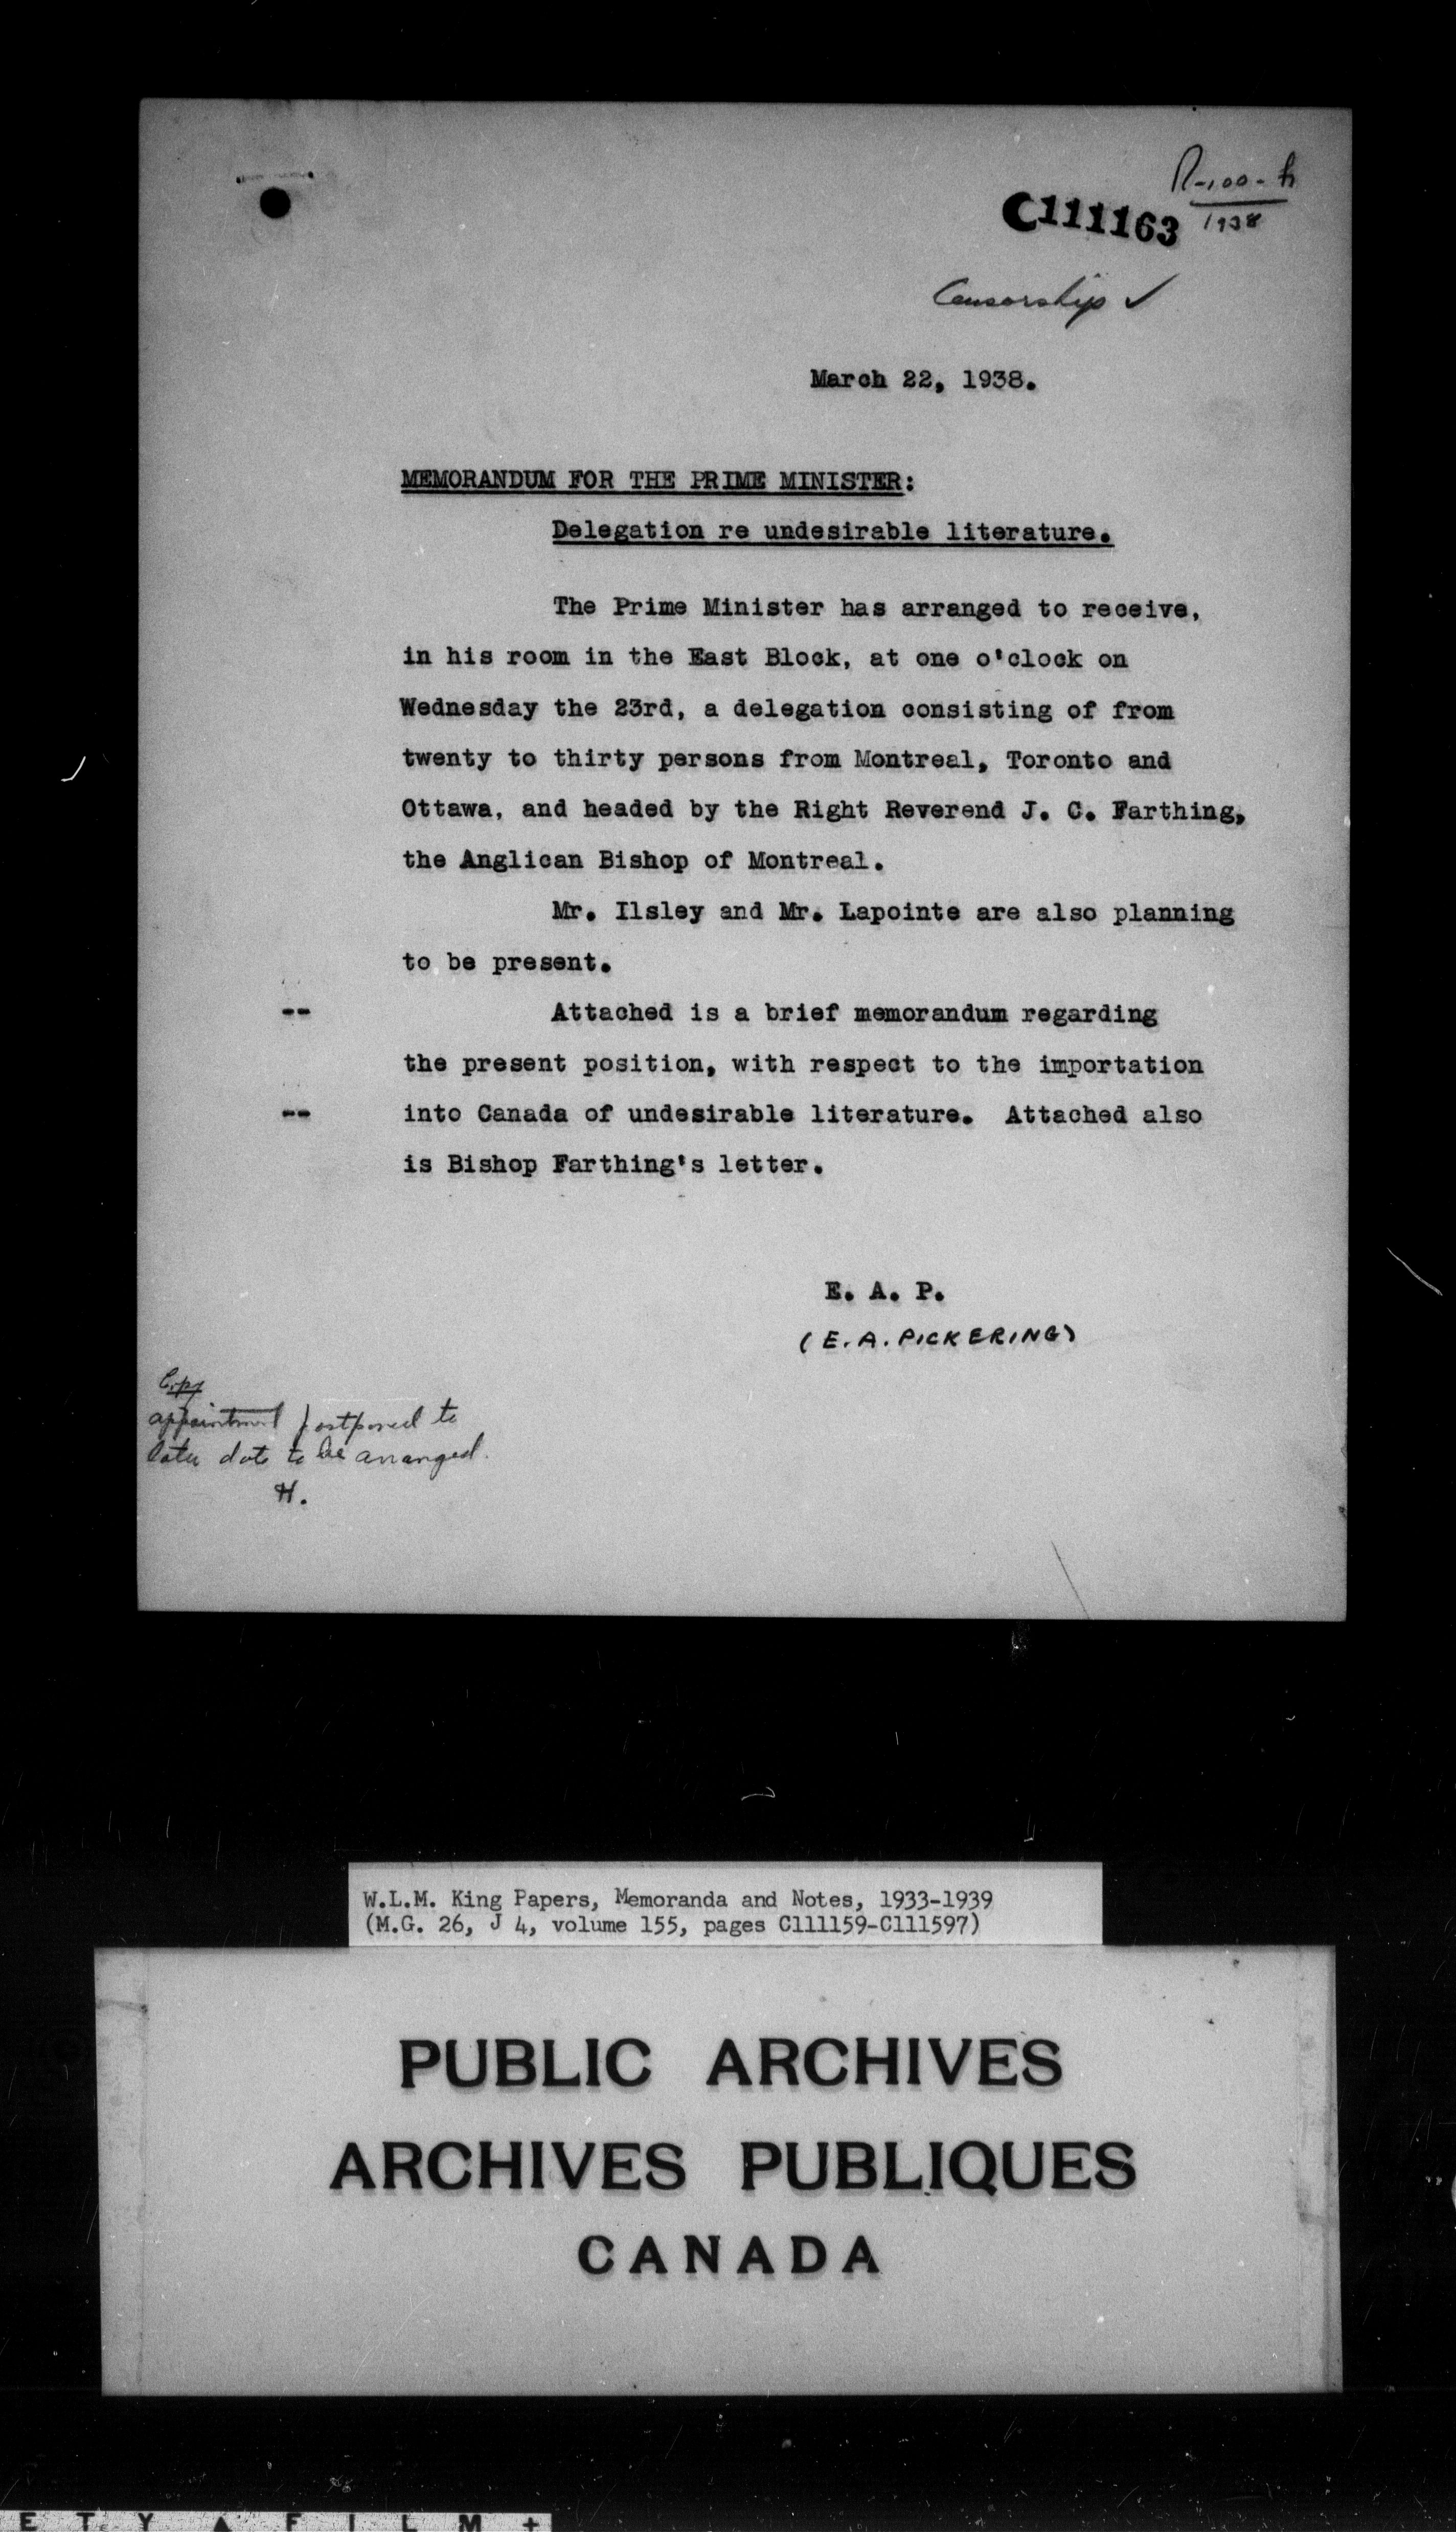 R-100-h
1938
C111163
Censorship ✓
March 22, 1938.
MEMORANDUM FOR THE PRIME MINISTER:
Delegation re undesirable literature.
The Prime Minister has arranged to receive,
in his room in the East Block, at one o'clock on
Wednesday the 23rd, a delegation consisting of from
twenty to thirty persons from Montreal, Toronto and
Ottawa, and headed by the Right Reverend J. C. Farthing,
the Anglican Bishop of Montreal.
Mr. Ilsley and Mr. Lapointe are also planning
to be present.
-- Attached is a brief memorandum regarding
the present position, with respect to the importation
-- into Canada of undesirable literature. Attached also
is Bishop Farthing's letter.
E. A. P.
(E.A. PICKERING)
Copy
appointment postponed to
later date to be arranged.
H.
W.L.M. King Papers, Memoranda and Notes, 1933-1939
(M.G. 26, J 4, volume 155, pages C111159-C111597)
PUBLIC ARCHIVES
ARCHIVES PUBLIQUES
CANADA
E T Y ▲ F I L M +